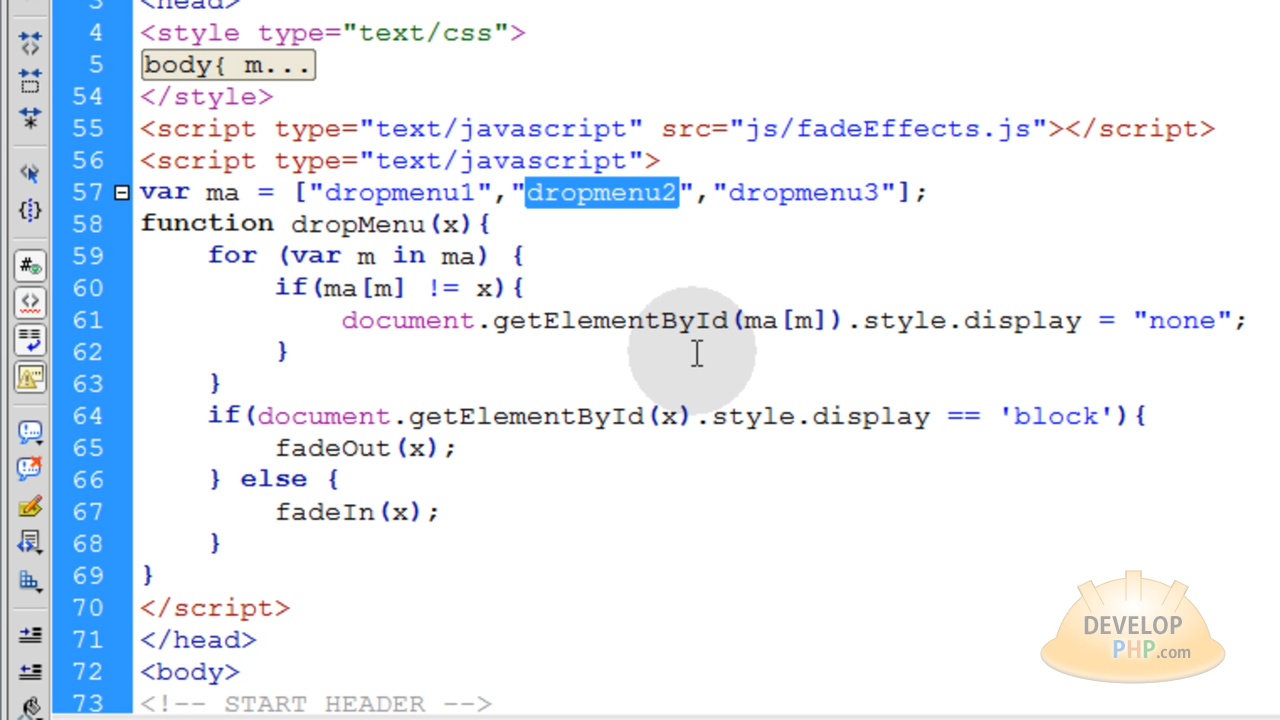 3 <head>
4 <style type="text/css">
5 body{ m...
54 </style>
55 <script type="text/javascript" src="js/fadeEffects.js"></script>
56 <script type="text/javascript">
57 var ma = ["dropmenu1","dropmenu2","dropmenu3"];
58 function dropMenu(x){
59 for (var m in ma) {
60 if(ma[m] != x){
61 document.getElementById(ma[m]).style.display = "none";
62 }
63 }
64 if(document.getElementById(x).style.display == 'block'){
65 fadeOut(x);
66 } else {
67 fadeIn(x);
68 }
69 }
70 </script>
71 </head>
72 <body>
73 <!-- START HEADER -->
DEVELOP
PHP.com